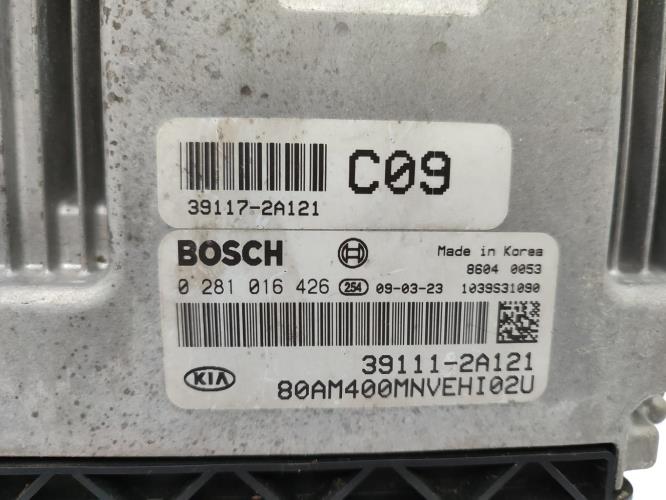 C09
39117-2A121
BOSCH Made in Korea
8604 0053
0 281 016 426 254 09-03-23 1039S31090
39111-2A121
KIA 80AM400MNVEHI02U